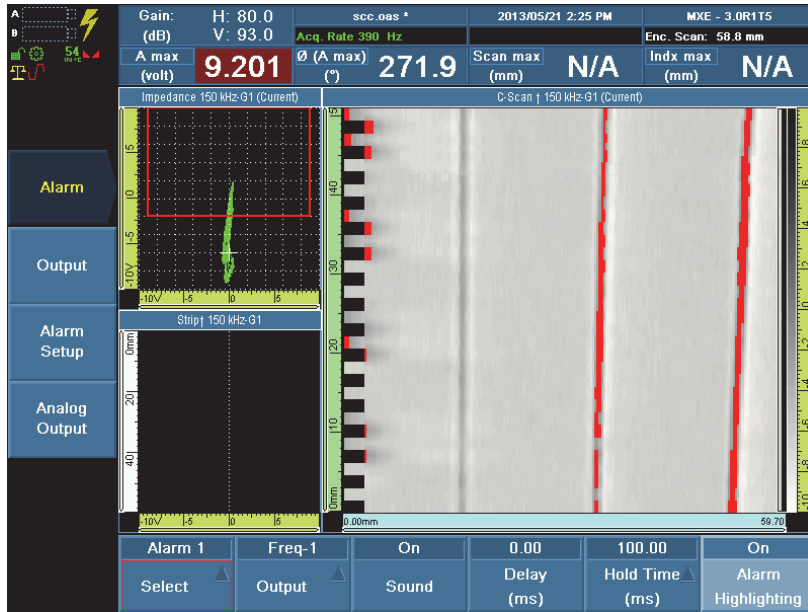 A
B
54
IN °C
Gain: H: 80.0
(dB) V: 93.0
scc.oas *
2013/05/21 2:25 PM
MXE - 3.0R1T5
Acq. Rate 390 Hz
Enc. Scan: 58.8 mm
A max
(volt)
9.201
Ø (A max)
(°)
271.9
Scan max
(mm)
N/A
Indx max
(mm)
N/A
Impedance 150 kHz-G1 (Current)
C-Scan † 150 kHz-G1 (Current)
Alarm
Output
Alarm
Setup
Analog
Output
|5
|0
|-5
-10V
-10V |-5 |0 |5
Strip† 150 kHz-G1
0mm
20|
40|
-10V |-5 |0 |5
|40
|30
|20
|10
0mm
0.00mm 59.70
Alarm 1
Select
Freq-1
Output
On
Sound
0.00
Delay
(ms)
100.00
Hold Time
(ms)
On
Alarm
Highlighting